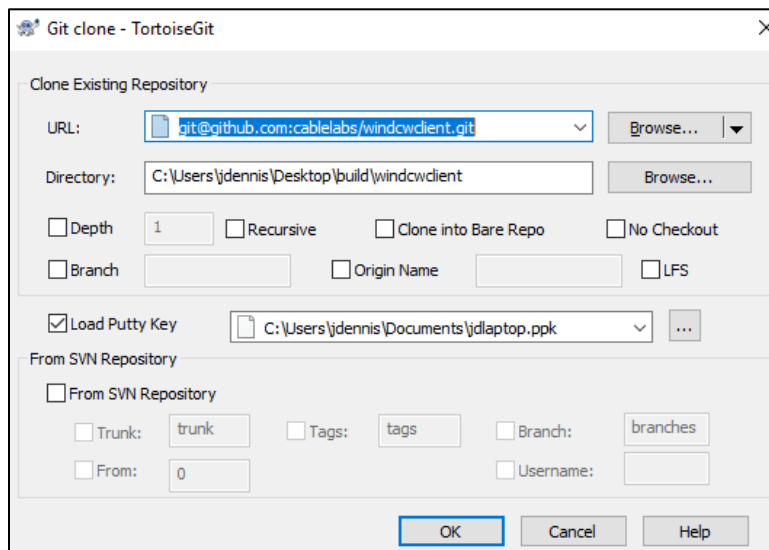 Git clone - TortoiseGit
Clone Existing Repository
URL: git@github.com:cablelabs/windcwclient.git Browse...
Directory: C:\Users\jdennis\Desktop\build\windcwclient Browse...
Depth 1 Recursive Clone into Bare Repo No Checkout
Branch Origin Name LFS
Load Putty Key C:\Users\jdennis\Documents\jdlaptop.ppk ...
From SVN Repository
From SVN Repository
Trunk: trunk Tags: tags Branch: branches
From: 0 Username:
OK Cancel Help